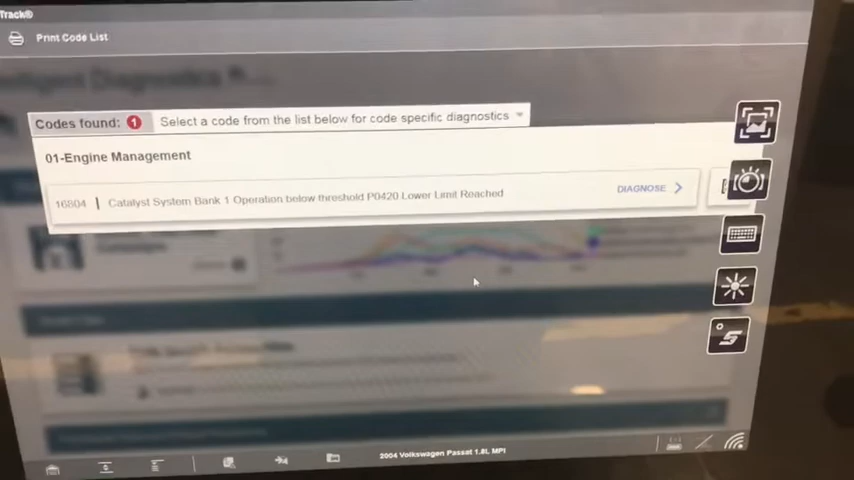 Track®
Print Code List
Codes found: 1 Select a code from the list below for code specific diagnostics
01-Engine Management
16804 | Catalyst System Bank 1 Operation below threshold P0420 Lower Limit Reached DIAGNOSE
2004 Volkswagen Passat 1.8L MPI